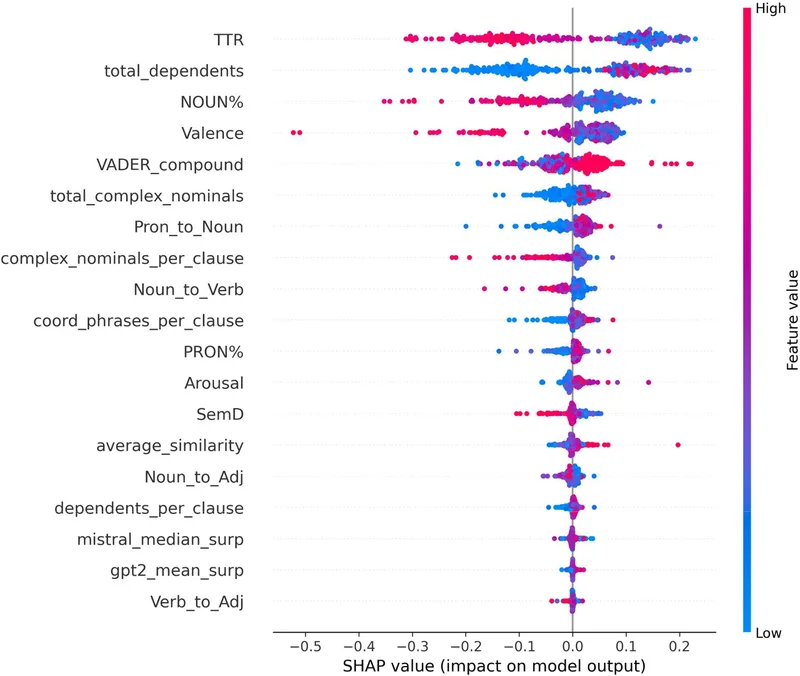 High
TTR
total_dependents
NOUN%
Valence
VADER_compound
total_complex_nominals
Pron_to_Noun
complex_nominals_per_clause
Noun_to_Verb
coord_phrases_per_clause
PRON%
Arousal
SemD
average_similarity
Noun_to_Adj
dependents_per_clause
mistral_median_surp
gpt2_mean_surp
Verb_to_Adj
Feature value
Low
−0.5 −0.4 −0.3 −0.2 −0.1 0.0 0.1 0.2
SHAP value (impact on model output)